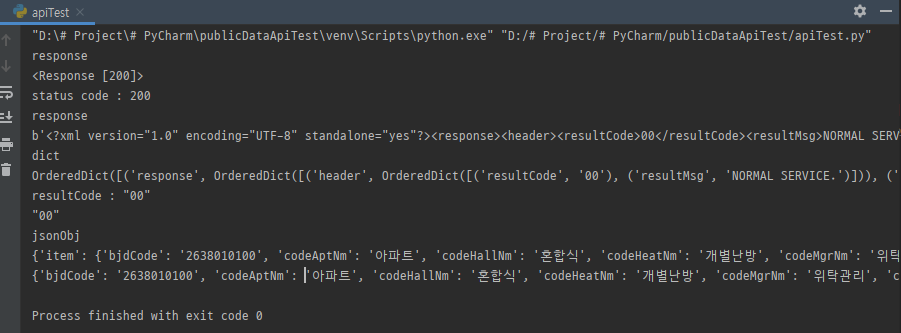 apiTest
"D:\# Project\# PyCharm\publicDataApiTest\venv\Scripts\python.exe" "D:/# Project/# PyCharm/publicDataApiTest/apiTest.py"
response
<Response [200]>
status code : 200
response
b'<?xml version="1.0" encoding="UTF-8" standalone="yes"?><response><header><resultCode>00</resultCode><resultMsg>NORMAL SERV
dict
OrderedDict([('response', OrderedDict([('header', OrderedDict([('resultCode', '00'), ('resultMsg', 'NORMAL SERVICE.')])), ('
resultCode : "00"
"00"
jsonObj
{'item': {'bjdCode': '2638010100', 'codeAptNm': '아파트', 'codeHallNm': '혼합식', 'codeHeatNm': '개별난방', 'codeMgrNm': '위탁
{'bjdCode': '2638010100', 'codeAptNm': '아파트', 'codeHallNm': '혼합식', 'codeHeatNm': '개별난방', 'codeMgrNm': '위탁관리', 'c
Process finished with exit code 0